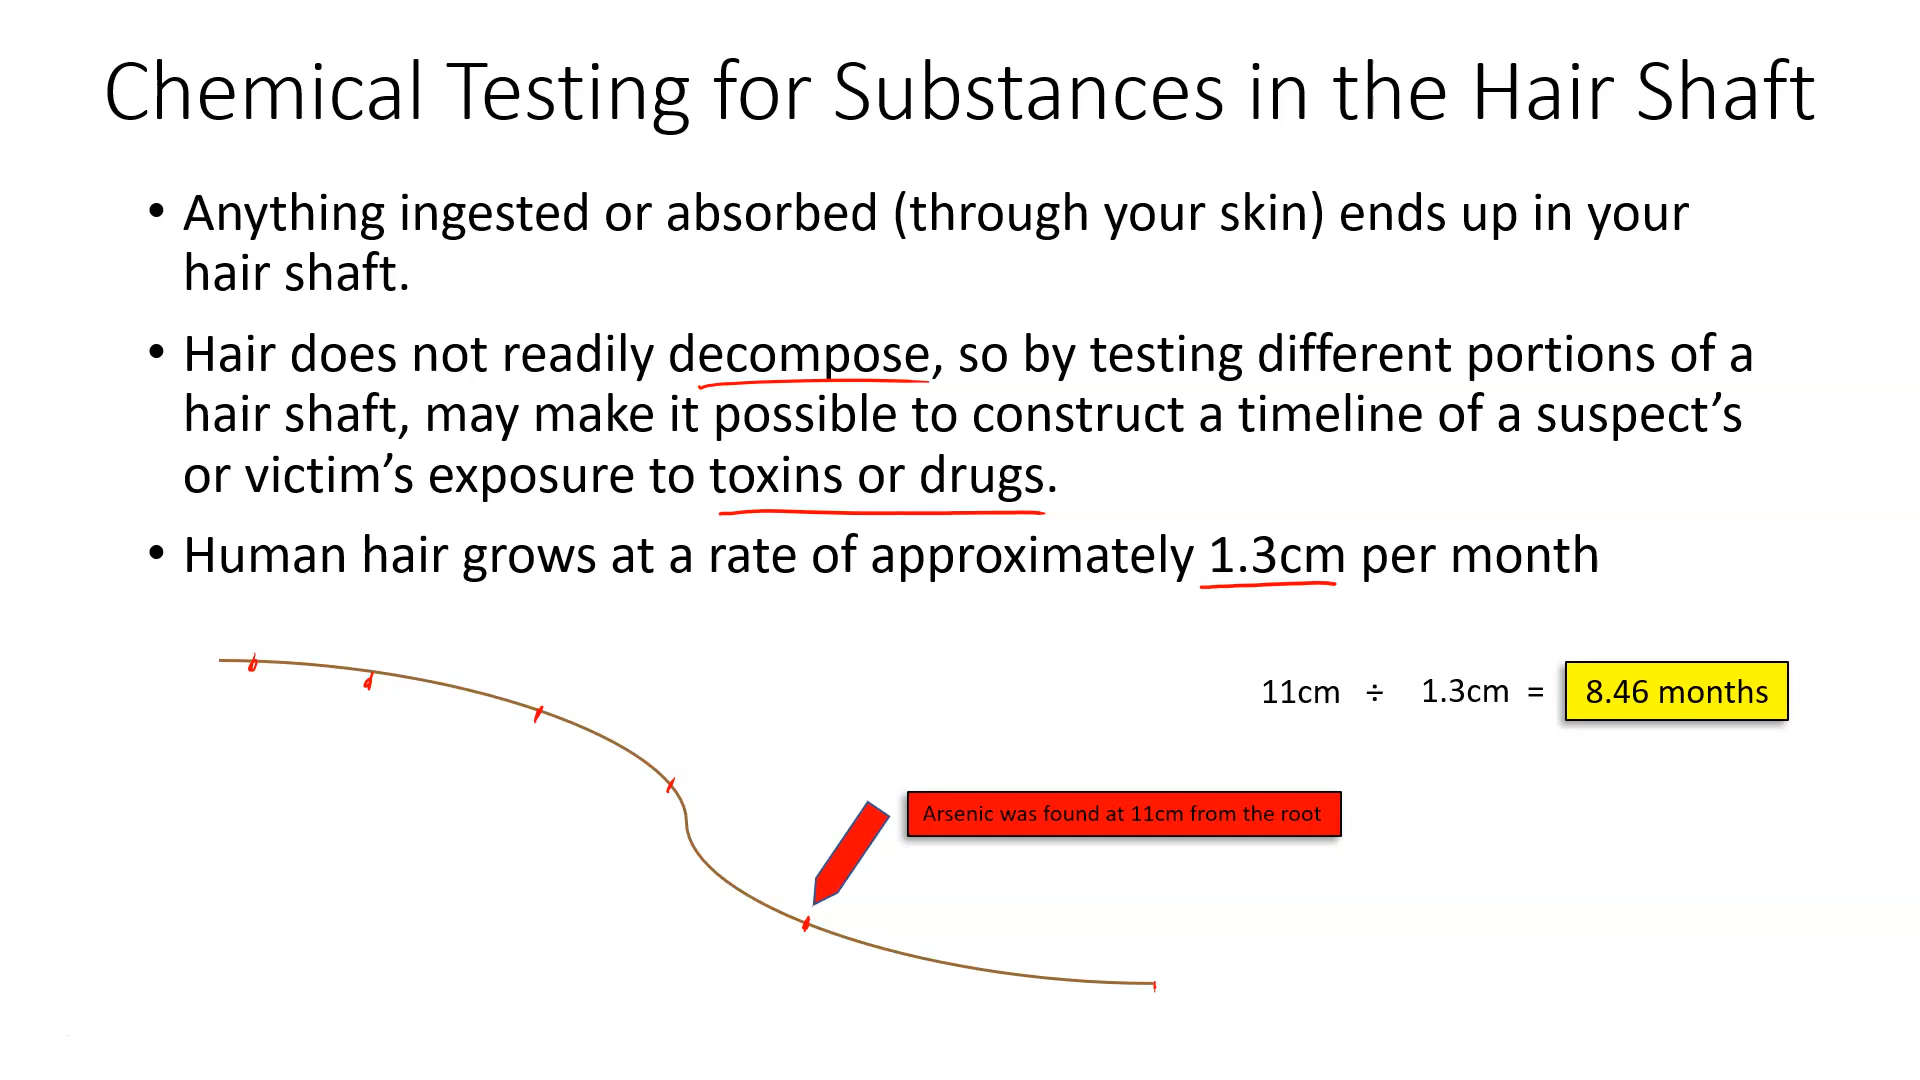 Chemical Testing for Substances in the Hair Shaft
• Anything ingested or absorbed (through your skin) ends up in your
hair shaft.
• Hair does not readily decompose, so by testing different portions of a
hair shaft, may make it possible to construct a timeline of a suspect’s
or victim’s exposure to toxins or drugs.
• Human hair grows at a rate of approximately 1.3cm per month
11cm ÷ 1.3cm = 8.46 months
Arsenic was found at 11cm from the root